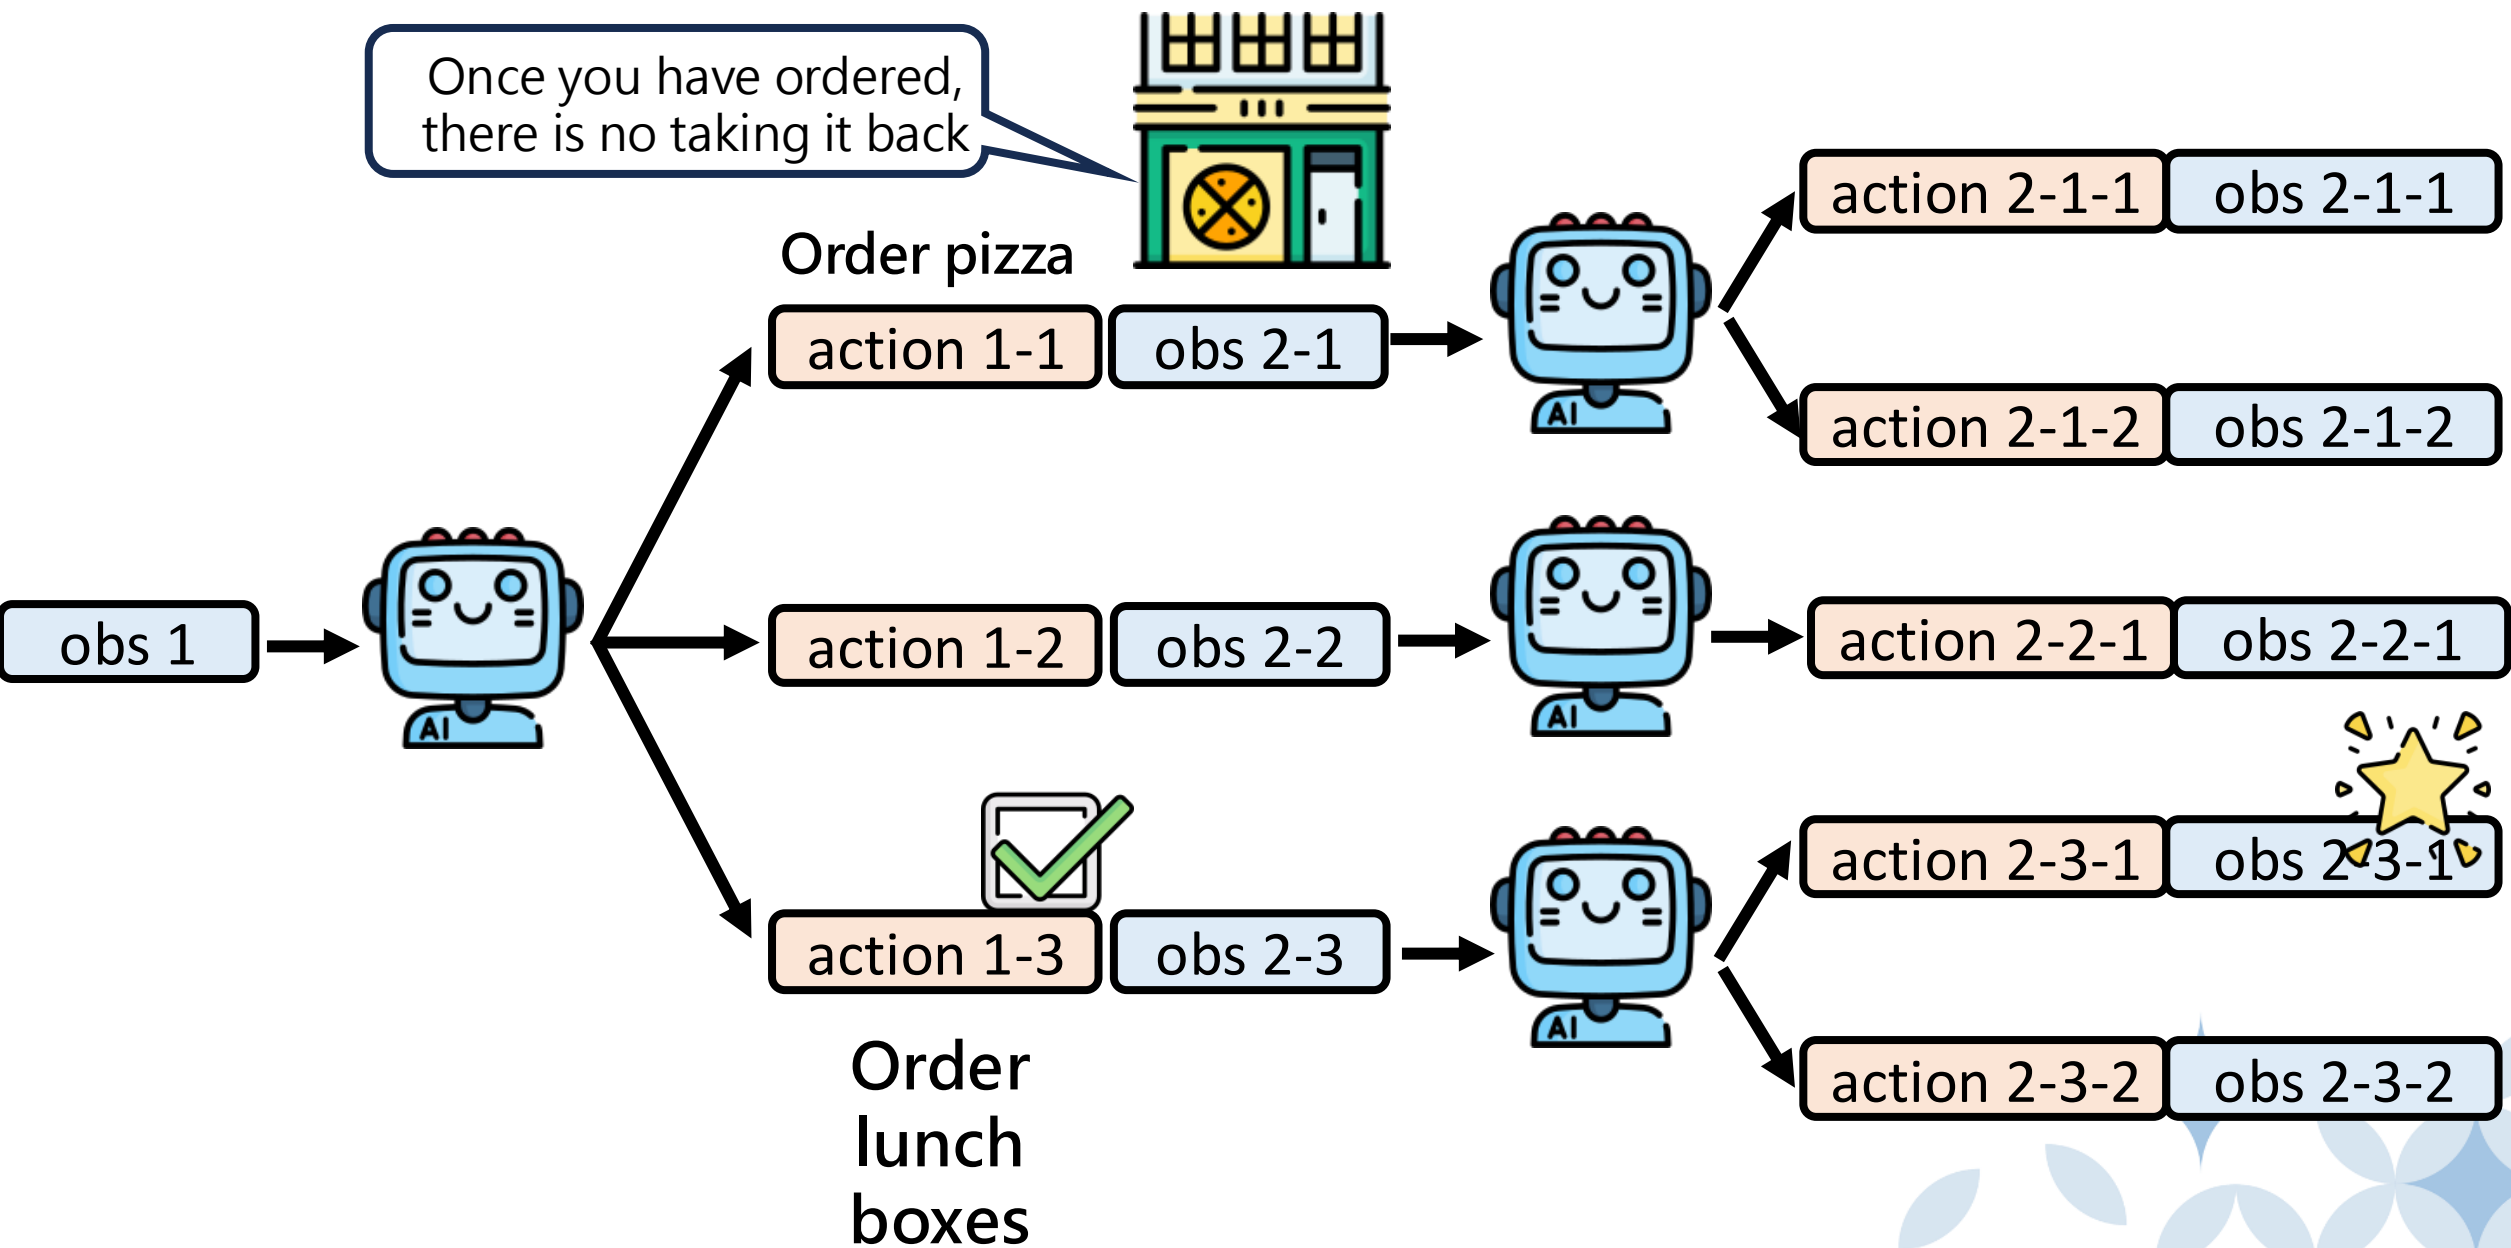 Once you have ordered,
there is no taking it back
Order pizza
action 1-1
obs 2-1
AI
action 2-1-1
obs 2-1-1
action 2-1-2
obs 2-1-2
obs 1
AI
action 1-2
obs 2-2
AI
action 2-2-1
obs 2-2-1
action 1-3
obs 2-3
AI
action 2-3-1
obs 2-3-1
action 2-3-2
obs 2-3-2
Order
lunch
boxes